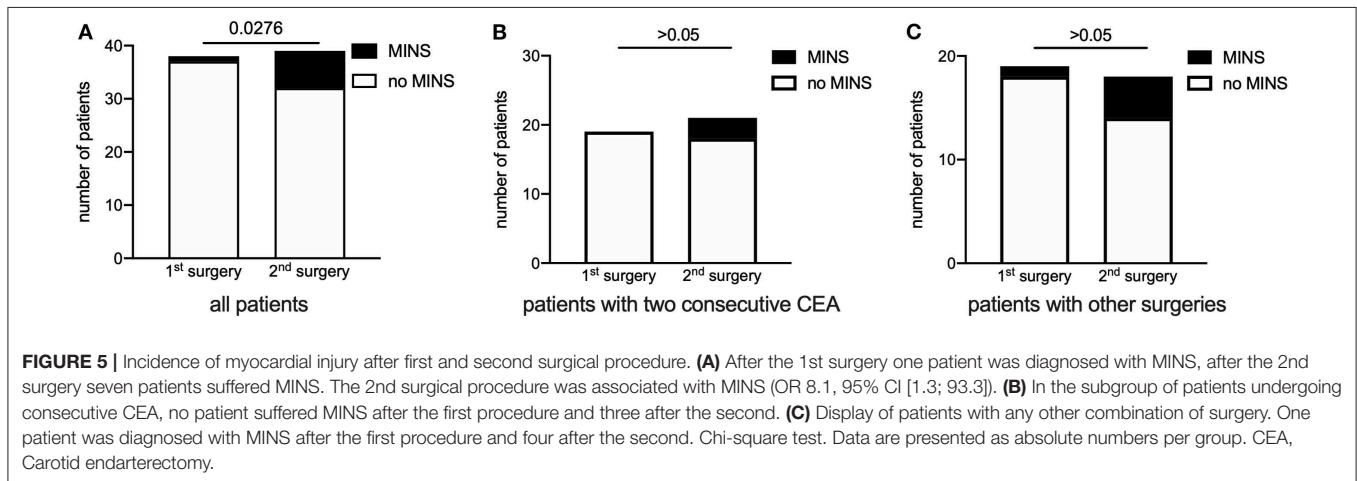 A
0.0276
MINS
no MINS
number of patients
40
30
20
10
0
1st surgery 2nd surgery
all patients
B
>0.05
MINS
no MINS
number of patients
30
20
10
0
1st surgery 2nd surgery
patients with two consecutive CEA
C
>0.05
MINS
no MINS
number of patients
20
10
0
1st surgery 2nd surgery
patients with other surgeries
FIGURE 5 | Incidence of myocardial injury after first and second surgical procedure. (A) After the 1st surgery one patient was diagnosed with MINS, after the 2nd
surgery seven patients suffered MINS. The 2nd surgical procedure was associated with MINS (OR 8.1, 95% CI [1.3; 93.3]). (B) In the subgroup of patients undergoing
consecutive CEA, no patient suffered MINS after the first procedure and three after the second. (C) Display of patients with any other combination of surgery. One
patient was diagnosed with MINS after the first procedure and four after the second. Chi-square test. Data are presented as absolute numbers per group. CEA,
Carotid endarterectomy.